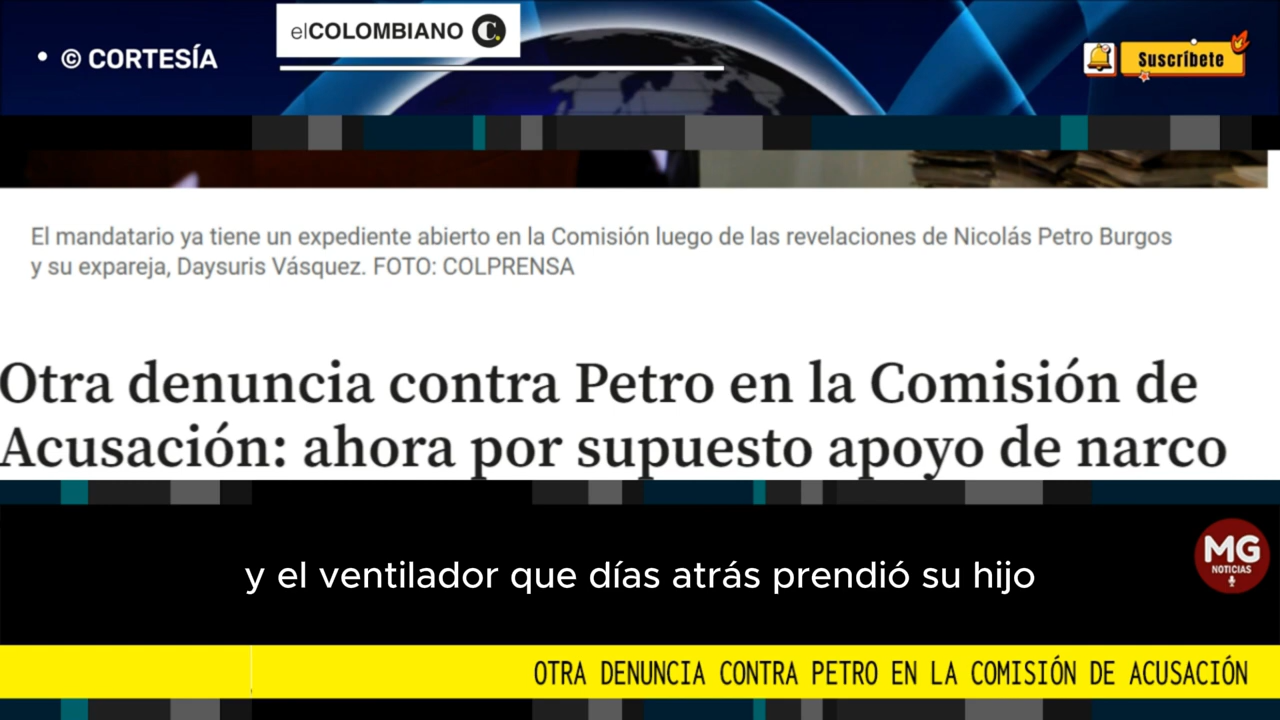 elCOLOMBIANO C.
• © CORTESÍA
Suscríbete
El mandatario ya tiene un expediente abierto en la Comisión luego de las revelaciones de Nicolás Petro Burgos
y su expareja, Daysuris Vásquez. FOTO: COLPRENSA
Otra denuncia contra Petro en la Comisión de
Acusación: ahora por supuesto apoyo de narco
MG
NOTICIAS
y el ventilador que días atrás prendió su hijo
OTRA DENUNCIA CONTRA PETRO EN LA COMISIÓN DE ACUSACIÓN